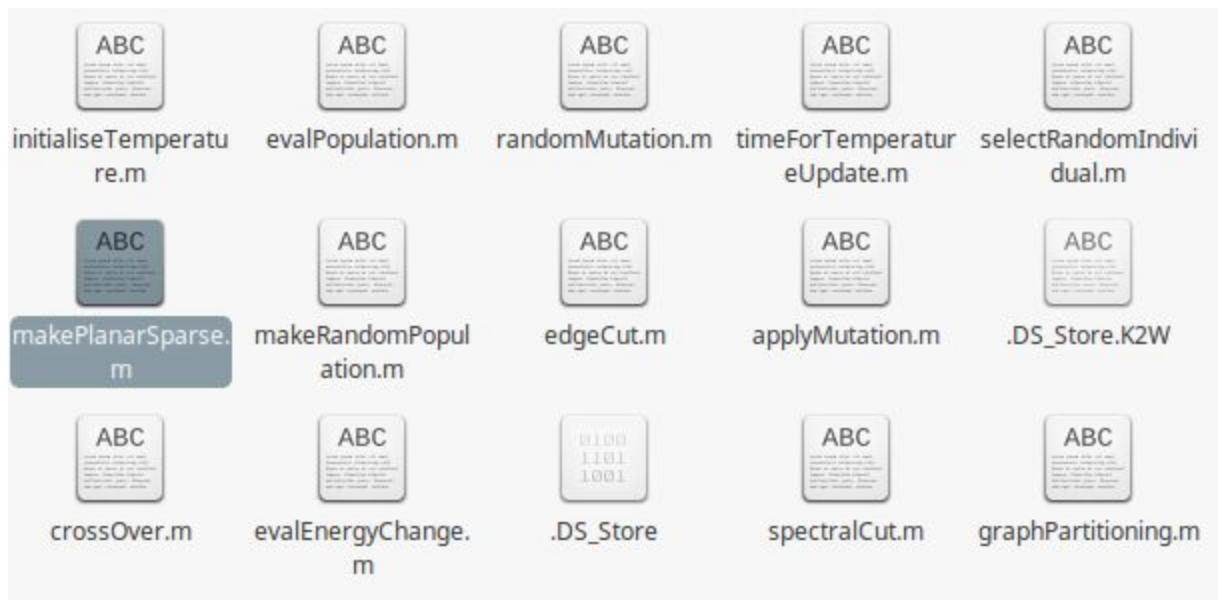 ABC ABC ABC ABC ABC
initialiseTemperatu evalPopulation.m randomMutation.m timeForTemperatur selectRandomIndivi
re.m eUpdate.m dual.m
ABC ABC ABC ABC ABC
makePlanarSparse. makeRandomPopul edgeCut.m applyMutation.m .DS_Store.K2W
m ation.m
ABC ABC 0100 ABC ABC
1101
1001
crossOver.m evalEnergyChange. .DS_Store spectralCut.m graphPartitioning.m
m